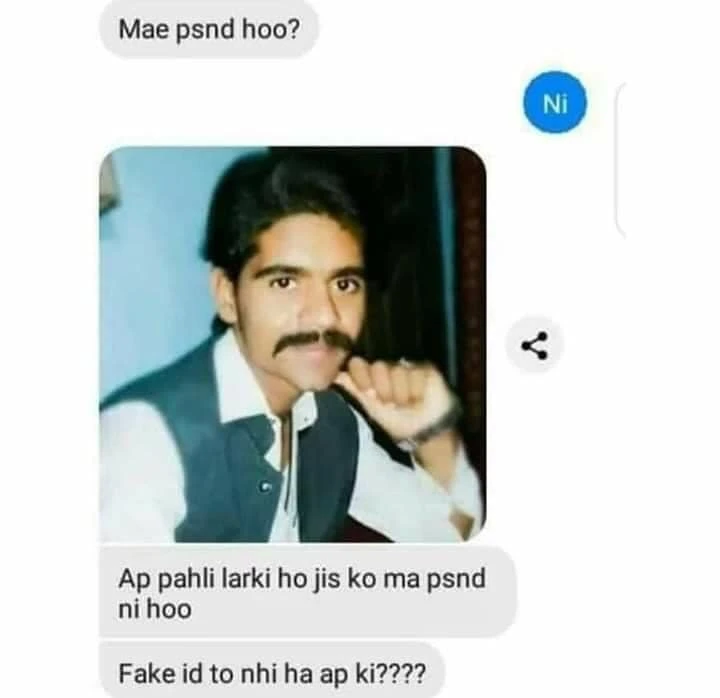 Mae psnd hoo?
Ni
Ap pahli larki ho jis ko ma psnd
ni hoo
Fake id to nhi ha ap ki????